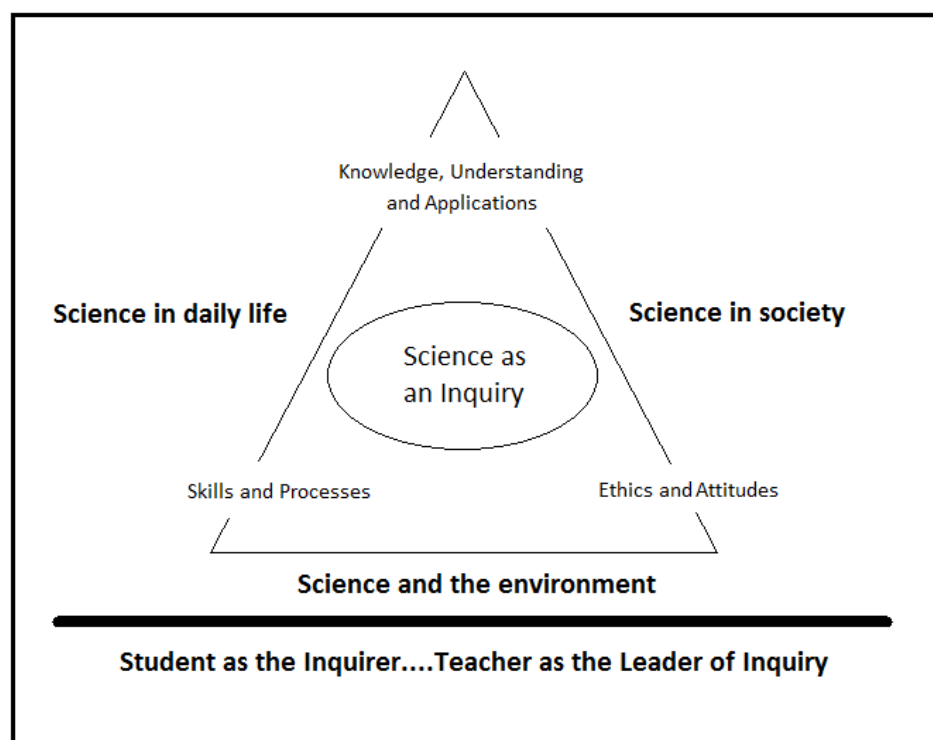 Knowledge, Understanding
and Applications
Science in daily life
Science in society
Science as
an Inquiry
Skills and Processes
Ethics and Attitudes
Science and the environment
Student as the Inquirer....Teacher as the Leader of Inquiry